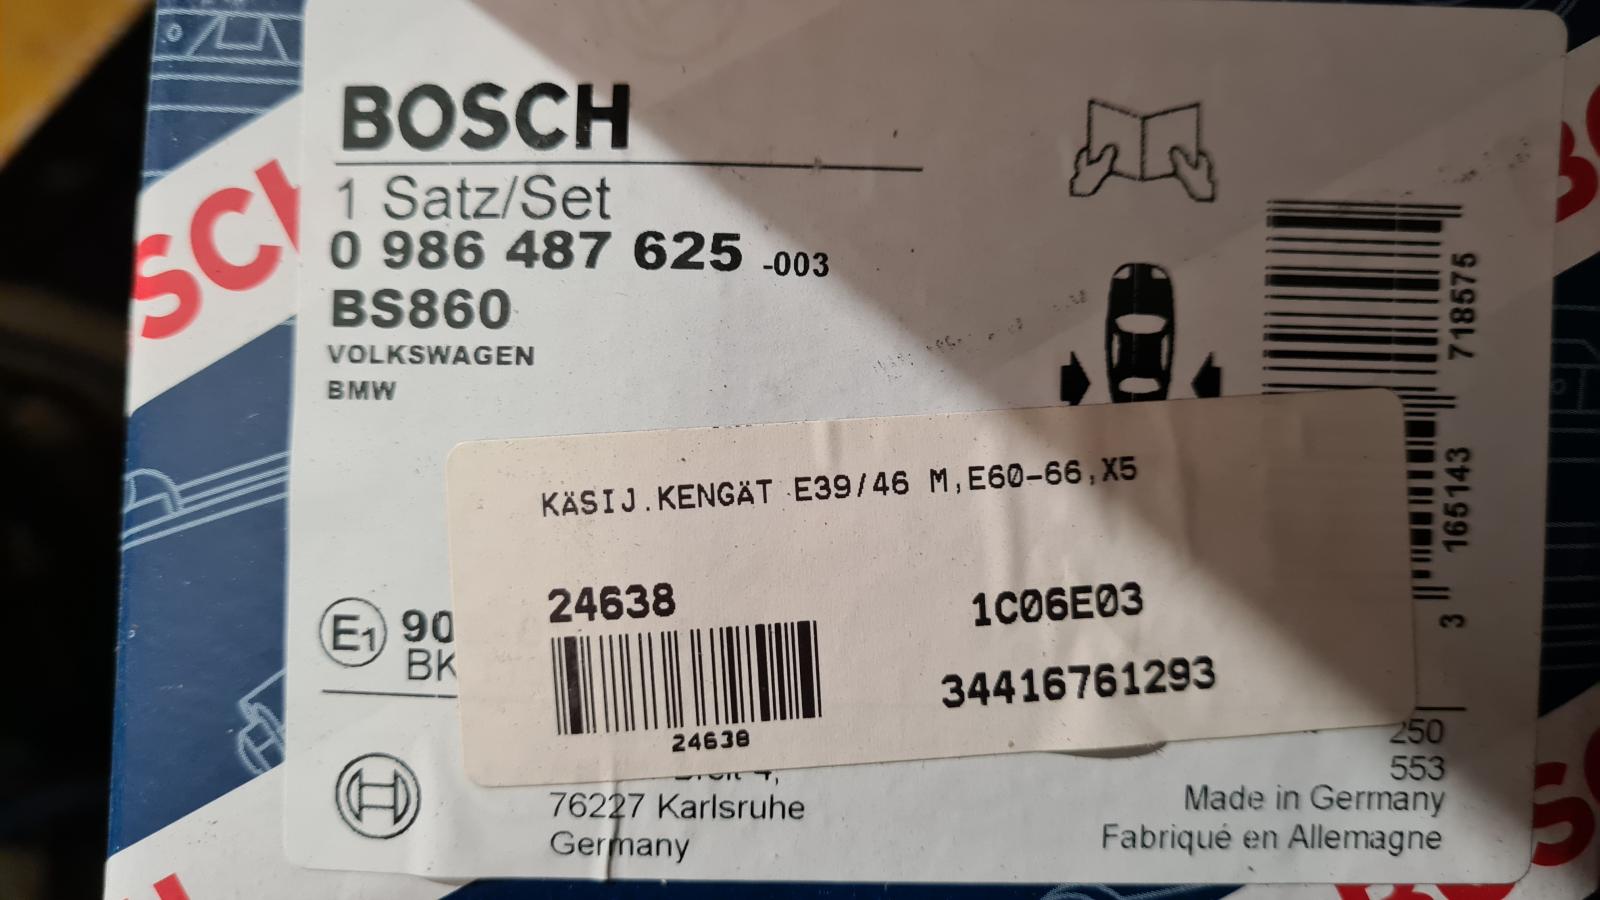 BOSCH
1 Satz/Set
0 986 487 625 -003
BS860
VOLKSWAGEN
BMW
3 165143 718575
KÄSIJ.KENGÄT E39/46 M,E60-66,X5
24638
1C06E03
34416761293
24638
E1 90
BK
76227 Karlsruhe
Germany
250
553
Made in Germany
Fabriqué en Allemagne